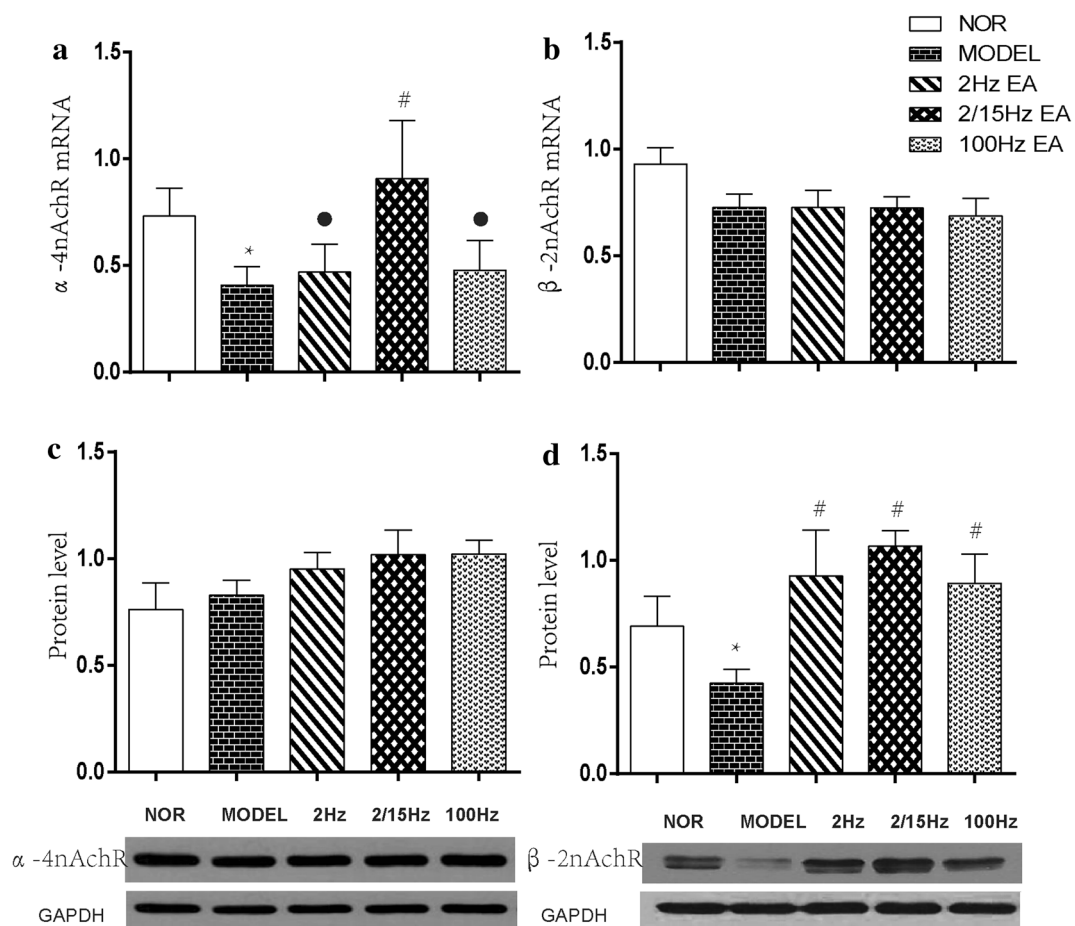 a
1.5
1.0
0.5
0.0
α -4nAchR mRNA
*
●
#
●
b
1.5
1.0
0.5
0.0
β -2nAchR mRNA
NOR
MODEL
2Hz EA
2/15Hz EA
100Hz EA
c
1.5
1.0
0.5
0.0
Protein level
NOR MODEL 2Hz 2/15Hz 100Hz
α -4nAchR
GAPDH
d
1.5
1.0
0.5
0.0
Protein level
*
#
#
#
NOR MODEL 2Hz 2/15Hz 100Hz
β -2nAchR
GAPDH